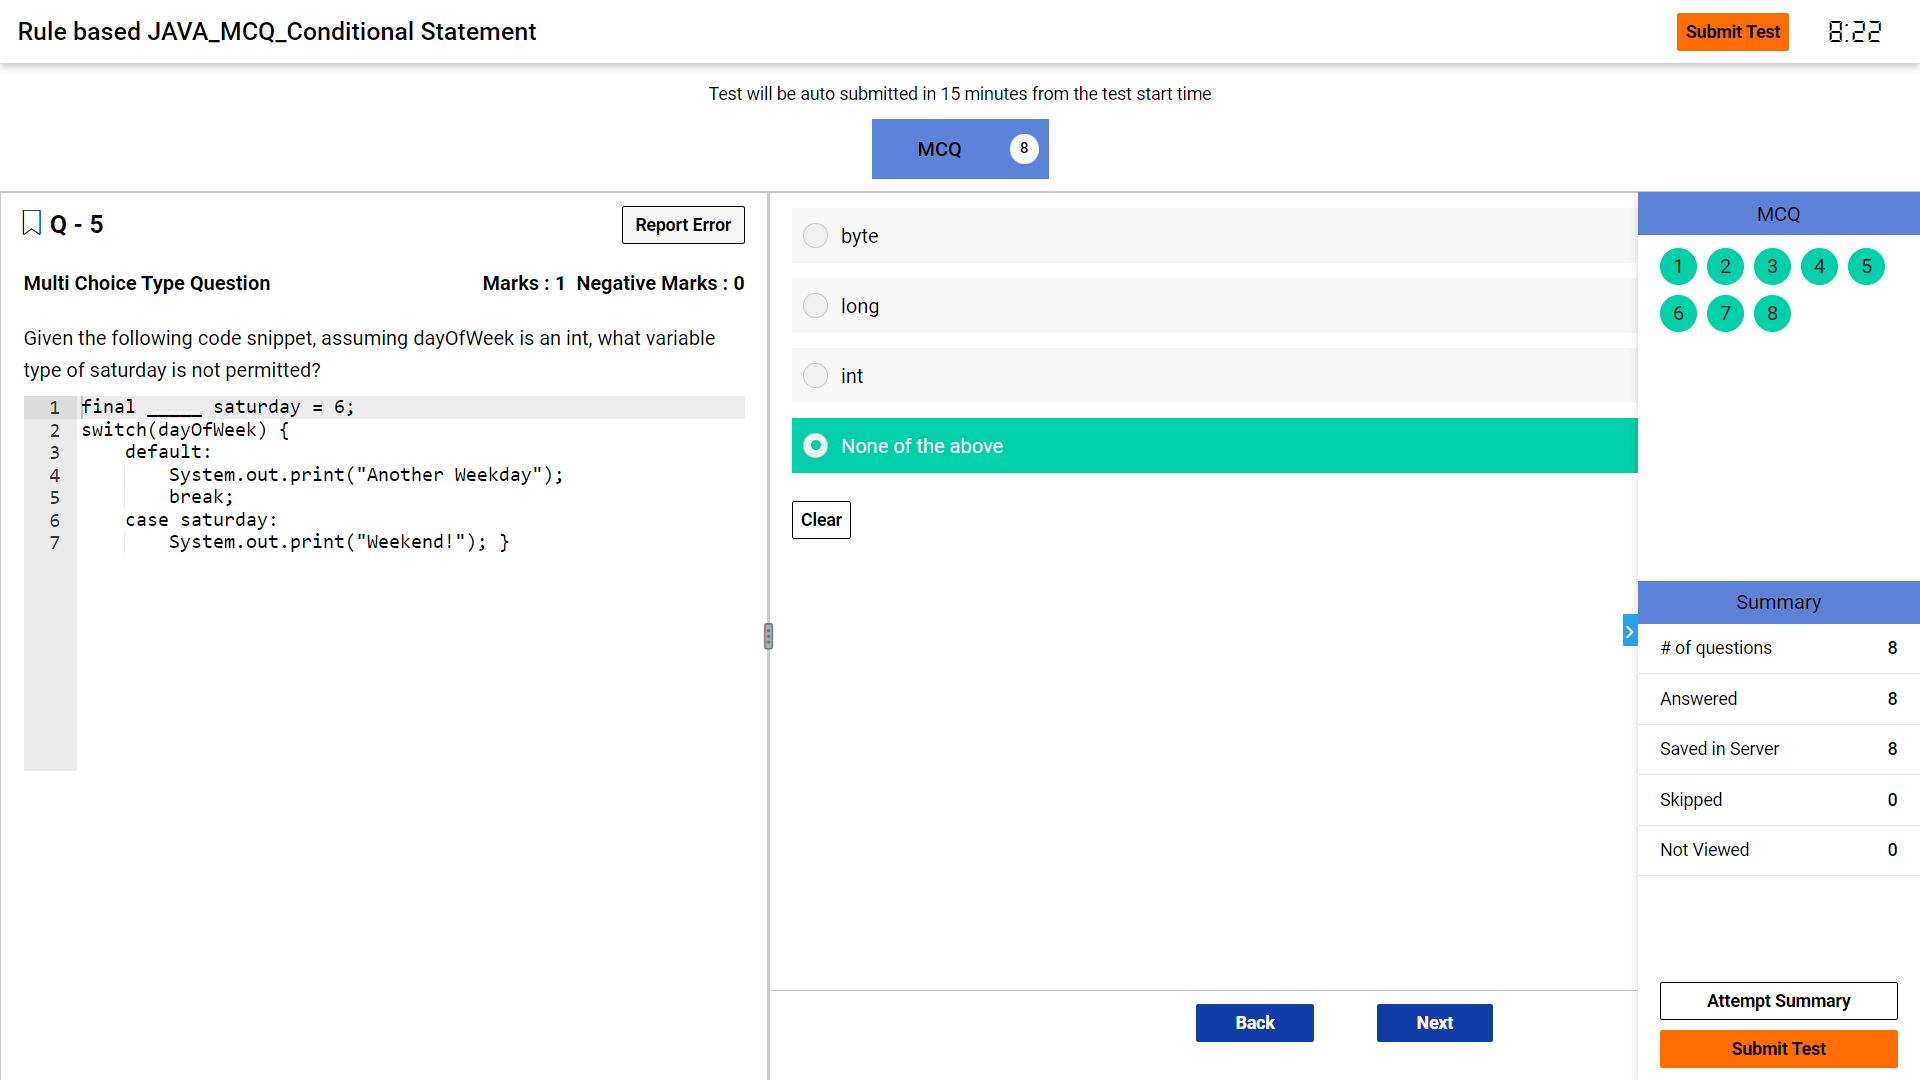 Rule based JAVA_MCQ_Conditional Statement
Submit Test
8:22
Test will be auto submitted in 15 minutes from the test start time
MCQ 8
Q - 5
Report Error
Multi Choice Type Question
Marks : 1 Negative Marks : 0
Given the following code snippet, assuming dayOfWeek is an int, what variable
type of saturday is not permitted?
1 final _____ saturday = 6;
2 switch(dayOfWeek) {
3 default:
4 System.out.print("Another Weekday");
5 break;
6 case saturday:
7 System.out.print("Weekend!"); }
byte
long
int
None of the above
Clear
Back
Next
MCQ
1 2 3 4 5
6 7 8
Summary
# of questions 8
Answered 8
Saved in Server 8
Skipped 0
Not Viewed 0
Attempt Summary
Submit Test